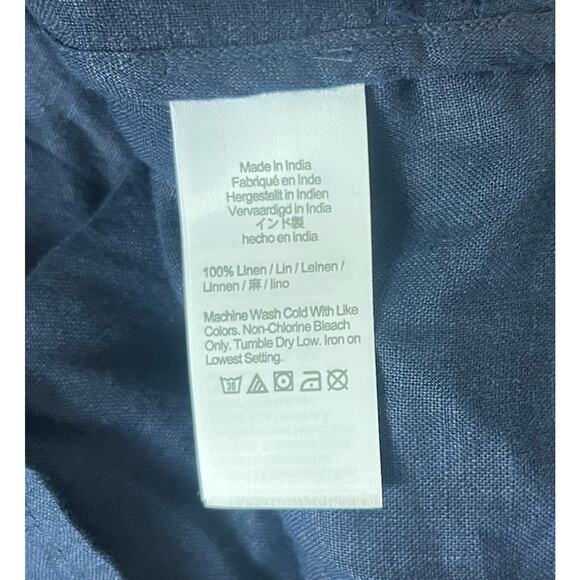 Made in India
Fabriqué en Inde
Hergestellt in Indien
Vervaardigd in India
インド製
hecho en india
100% Linen / Lin / Leinen /
Linnen / 麻 / lino
Machine Wash Cold With Like
Colors. Non-Chlorine Bleach
Only. Tumble Dry Low. Iron on
Lowest Setting.
30